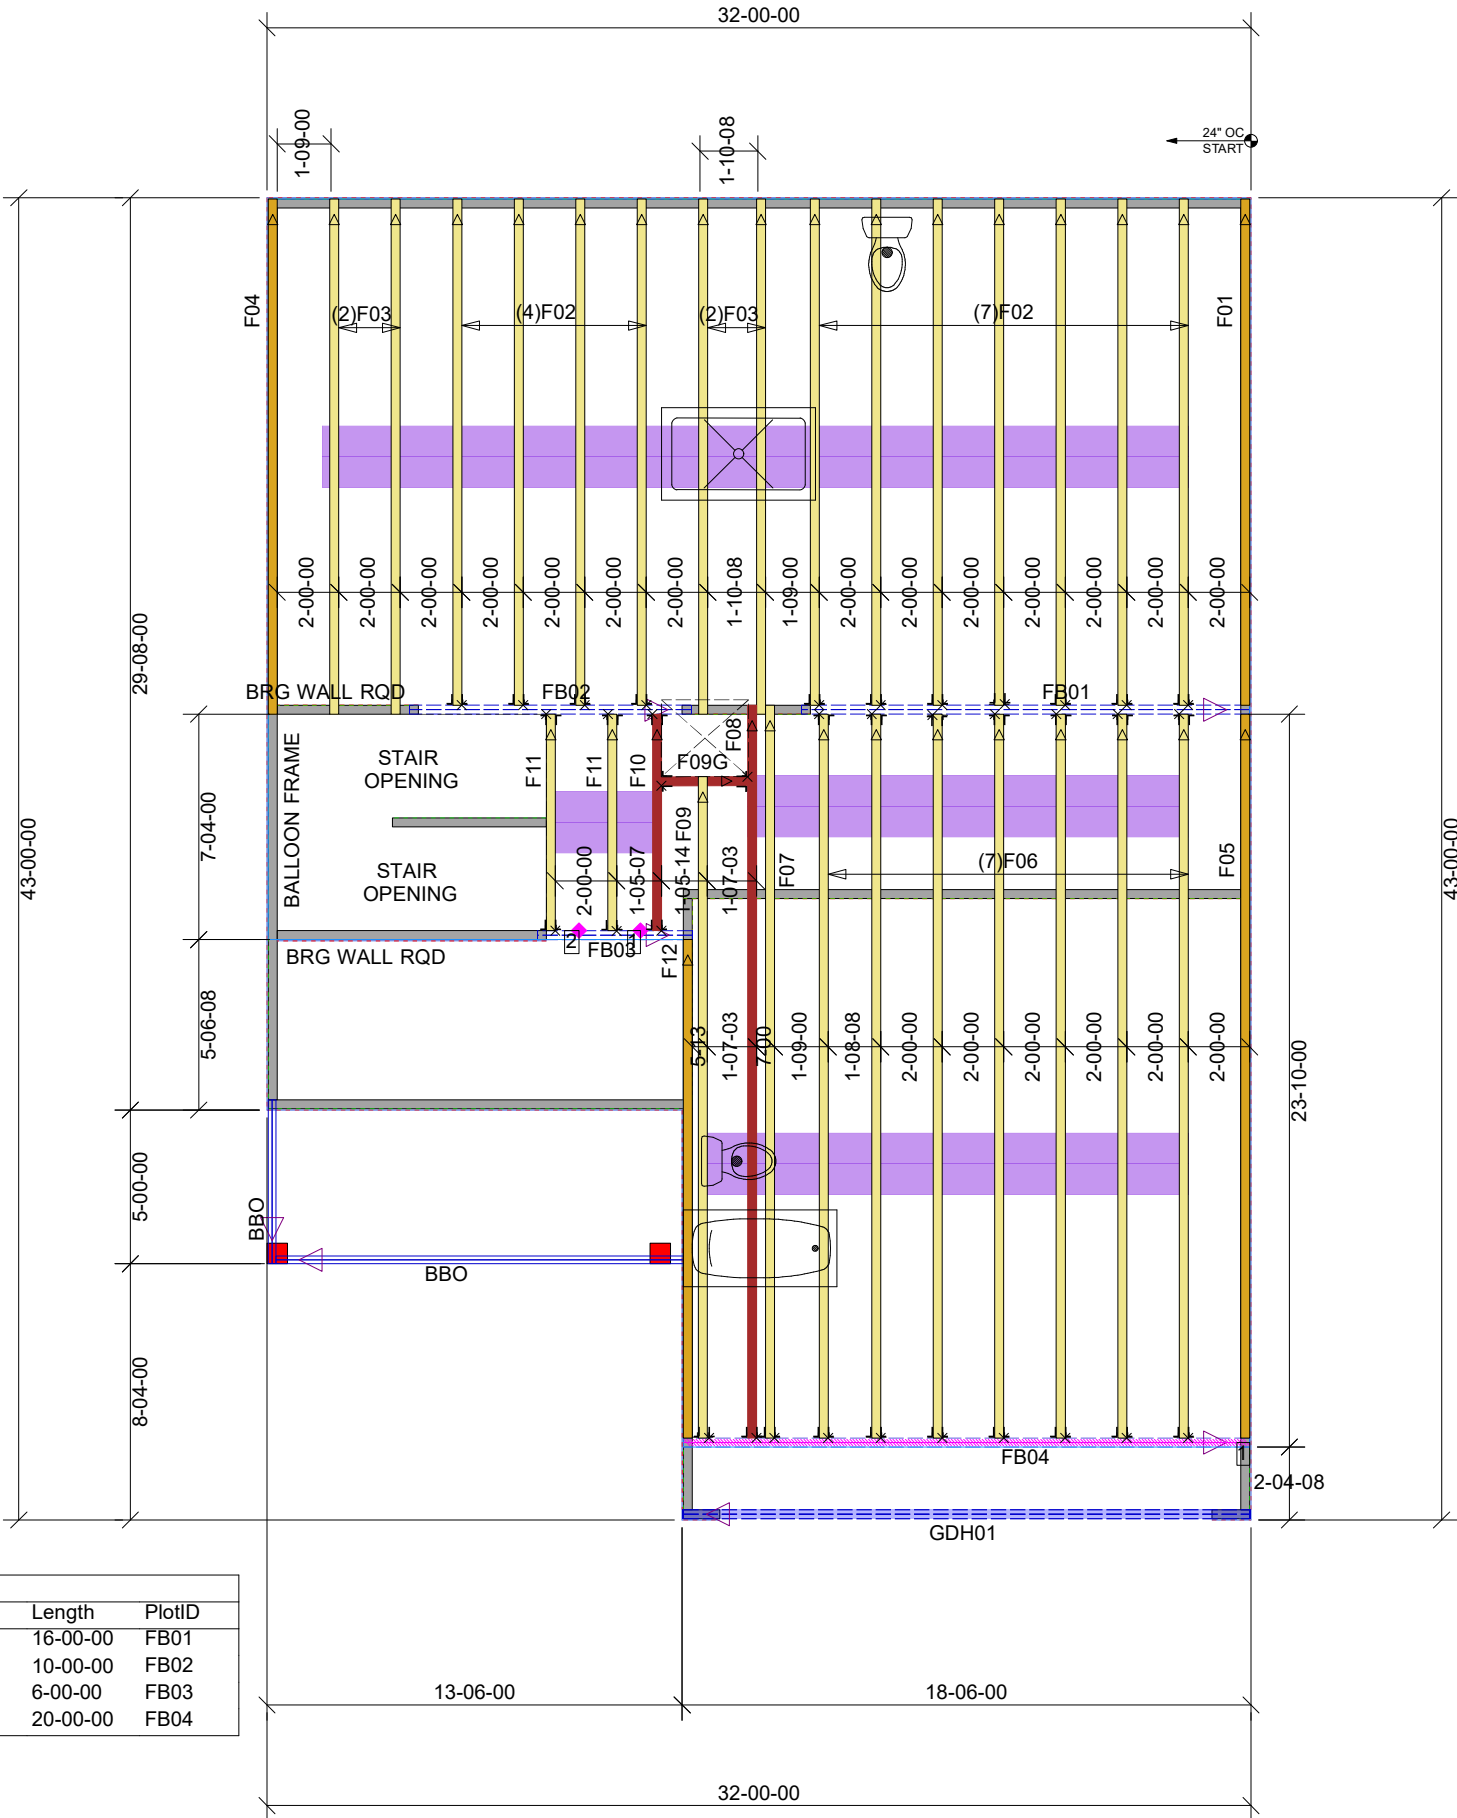 32-00-00
1-09-00
1-10-08
24" OC
START
F04
(2)F03
(4)F02
(2)F03
(7)F02
F01
2-00-00
2-00-00
2-00-00
2-00-00
2-00-00
2-00-00
2-00-00
1-10-08
1-09-00
2-00-00
2-00-00
2-00-00
2-00-00
2-00-00
2-00-00
2-00-00
29-08-00
43-00-00
43-00-00
BRG WALL RQD
FB02
FB01
BALLOON FRAME
STAIR
OPENING
F11
F11
F10
F08
F09G
7-04-00
F09
F07
(7)F06
F05
STAIR
OPENING
2-00-00
1-05-07
1-05-14
1-07-03
2
FB03
1
F12
BRG WALL RQD
5-06-08
5-13
1-07-03
7-00
1-09-00
1-08-08
2-00-00
2-00-00
2-00-00
2-00-00
2-00-00
2-00-00
23-10-00
5-00-00
BBO
BBO
8-04-00
FB04
1
2-04-08
GDH01
Length PlotID
16-00-00 FB01
10-00-00 FB02
6-00-00 FB03
20-00-00 FB04
13-06-00
18-06-00
32-00-00